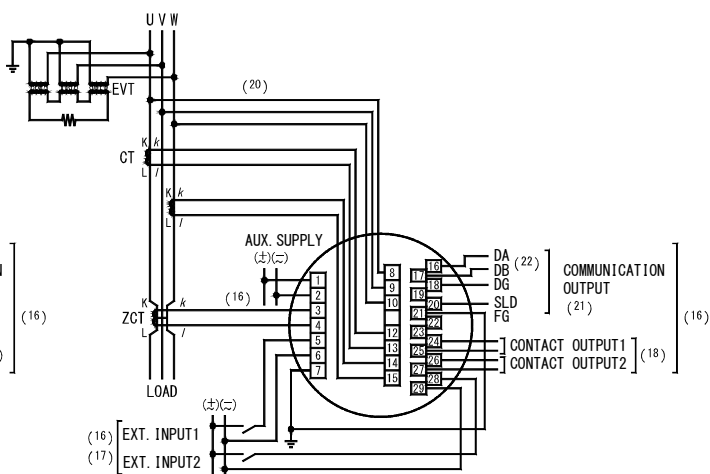 U V W
EVT
(20)
K k
CT
L l
K k
L l
AUX. SUPPLY
(±) (−)
(16)
K k
ZCT
L l
LOAD
1
2
3
4
5
6
7
8
9
10
12
13
14
15
16
17
18
19
20
21
22
23
24
25
26
27
28
29
DA
DB (22)
DG
SLD
FG
COMMUNICATION
OUTPUT
(21)
CONTACT OUTPUT1
CONTACT OUTPUT2
(18)
(16)
N
(16)
)
(±) (−)
(16)
(17)
EXT. INPUT1
EXT. INPUT2